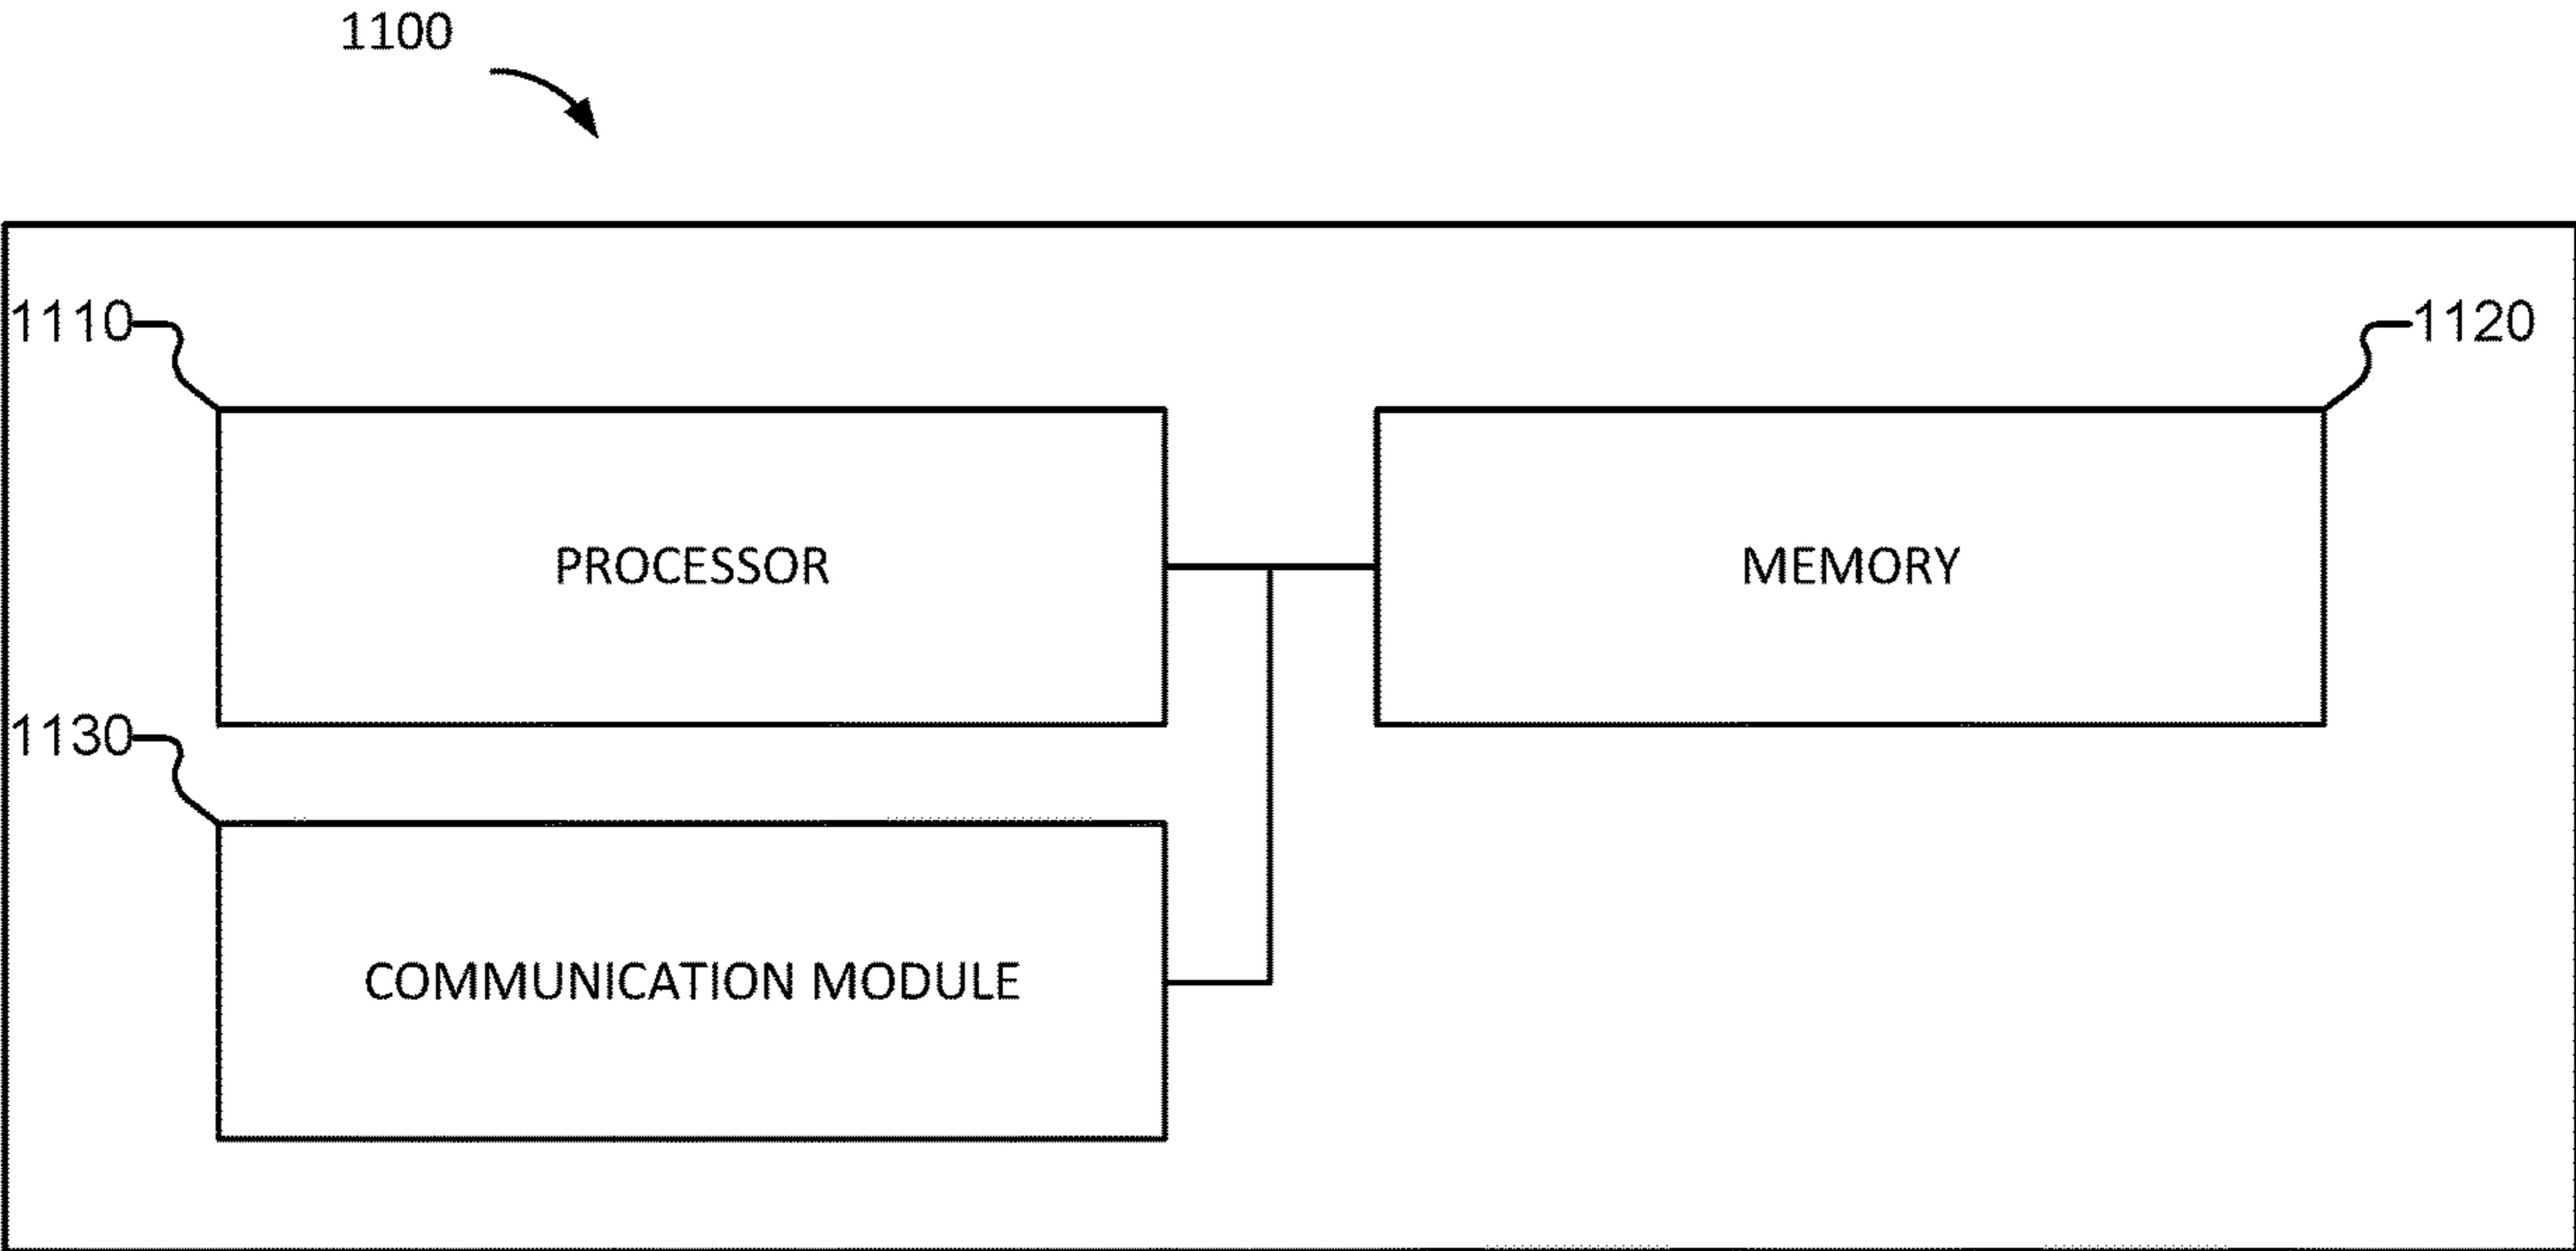 1100
1110
1120
PROCESSOR
MEMORY
1130
COMMUNICATION MODULE